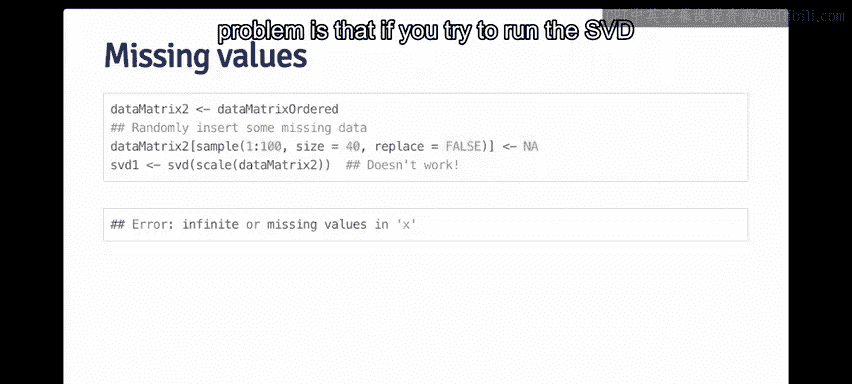 problem is that if you try to run the SVD
Missing values
dataMatrix2 <- dataMatrixOrdered
## Randomly insert some missing data
dataMatrix2[sample(1:100, size = 40, replace = FALSE)] <- NA
svd1 <- svd(scale(dataMatrix2))  ## Doesn't work!
## Error: infinite or missing values in 'x'